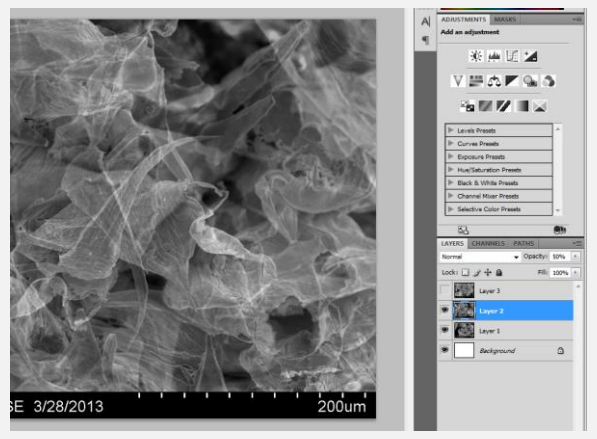 A|
¶
ADJUSTMENTS MASKS
Add an adjustment
Levels Presets
Curves Presets
Exposure Presets
Hue/Saturation Presets
Black & White Presets
Channel Mixer Presets
Selective Color Presets
LAYERS CHANNELS PATHS
Normal Opacity: 50%
Lock: Fill: 100%
Layer 3
Layer 2
Layer 1
Background
SE 3/28/2013 200um